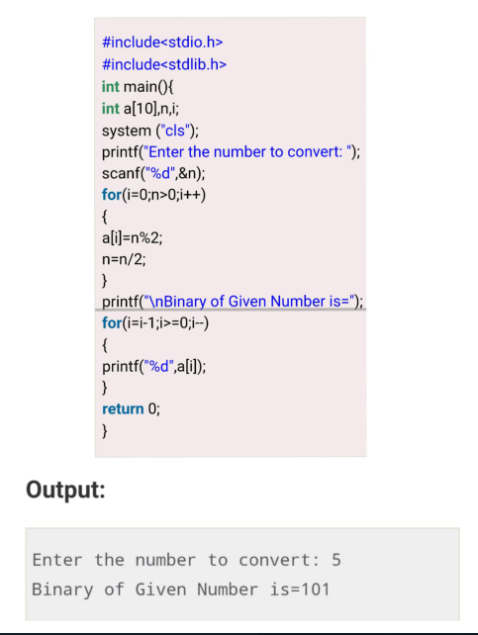 #include<stdio.h>
#include<stdlib.h>
int main(){
int a[10],n,i;
system ("cls");
printf("Enter the number to convert: ");
scanf("%d",&n);
for(i=0;n>0;i++)
{
a[i]=n%2;
n=n/2;
}
printf("\nBinary of Given Number is=");
for(i=i-1;i>=0;i--)
{
printf("%d",a[i]);
}
return 0;
}
Output:
Enter the number to convert: 5
Binary of Given Number is=101